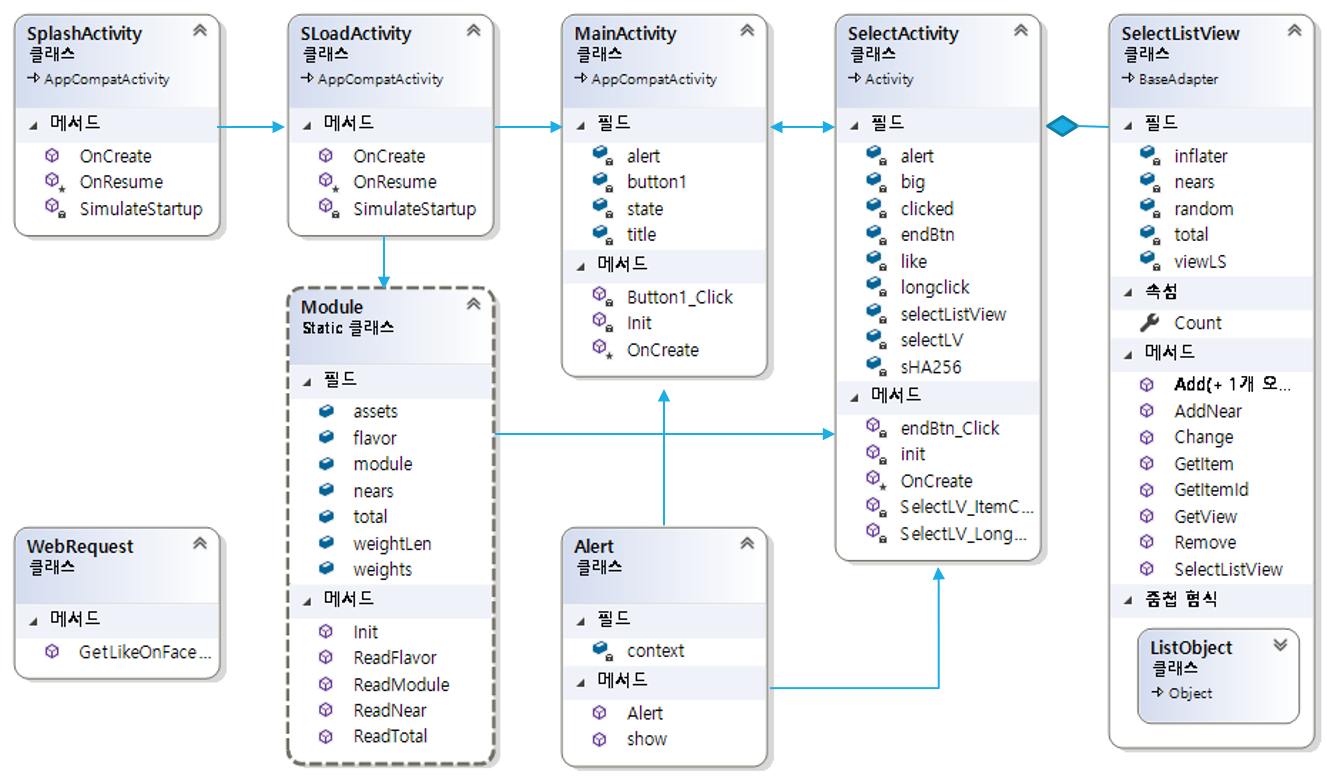 SplashActivity
클래스
AppCompatActivity
메서드
OnCreate
OnResume
SimulateStartup
SLoadActivity
클래스
AppCompatActivity
메서드
OnCreate
OnResume
SimulateStartup
MainActivity
클래스
AppCompatActivity
필드
alert
button1
state
title
메서드
Button1_Click
Init
OnCreate
SelectActivity
클래스
Activity
필드
alert
big
clicked
endBtn
like
longclick
selectListView
selectLV
sHA256
메서드
endBtn_Click
init
OnCreate
SelectLV_ItemC...
SelectLV_Long...
SelectListView
클래스
BaseAdapter
필드
inflater
nears
random
total
viewLS
속성
Count
메서드
Add(+ 1개 오...
AddNear
Change
GetItem
GetItemId
GetView
Remove
SelectListView
중첩 형식
ListObject
클래스
Object
Module
Static 클래스
필드
assets
flavor
module
nears
total
weightLen
weights
메서드
Init
ReadFlavor
ReadModule
ReadNear
ReadTotal
WebRequest
클래스
메서드
GetLikeOnFace...
Alert
클래스
필드
context
메서드
Alert
show